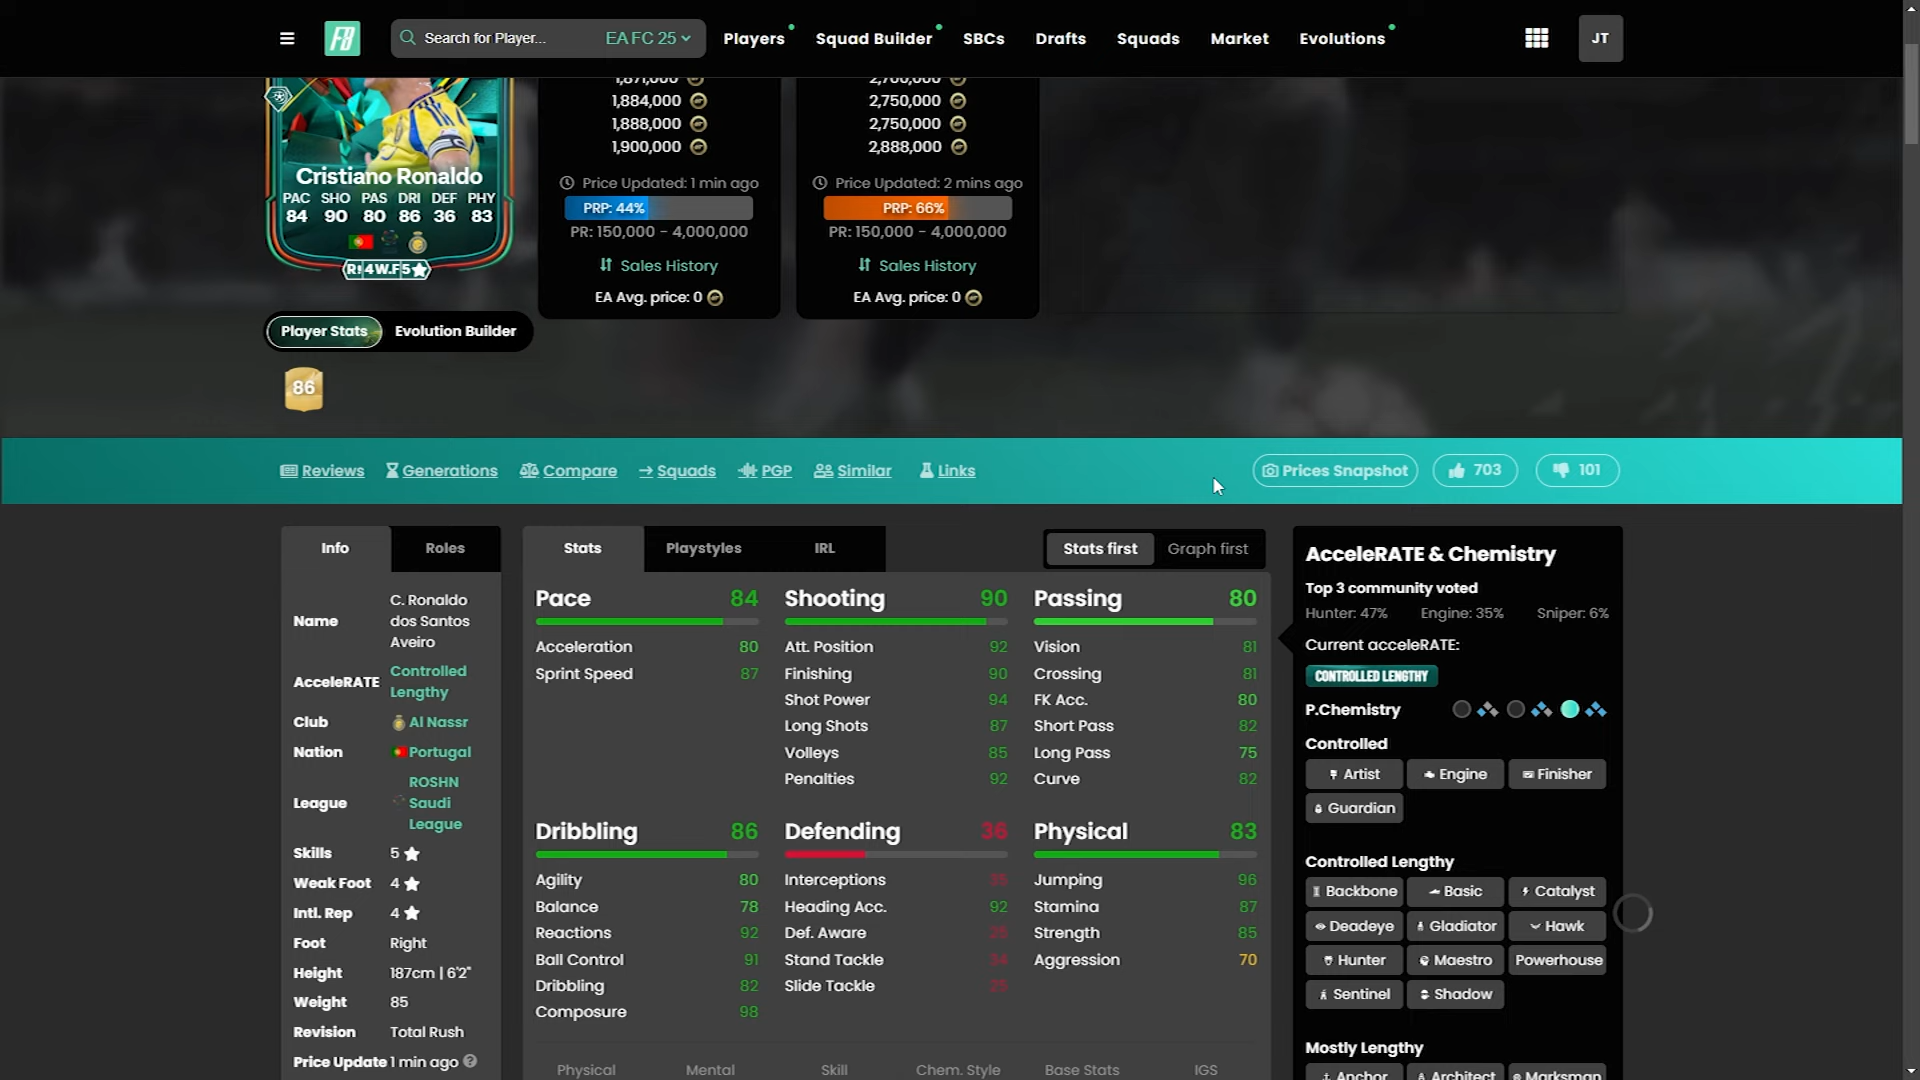 Search for Player...
EA FC 25
Players
Squad Builder
SBCs
Drafts
Squads
Market
Evolutions
JT
Cristiano Ronaldo
PAC SHO PAS DRI DEF PHY
84 90 80 86 36 83
1,871,000
1,884,000
1,888,000
1,900,000
Price Updated: 1 min ago
PRP: 44%
PR: 150,000 - 4,000,000
Sales History
EA Avg. price: 0
2,700,000
2,750,000
2,750,000
2,888,000
Price Updated: 2 mins ago
PRP: 66%
PR: 150,000 - 4,000,000
Sales History
EA Avg. price: 0
Player Stats
Evolution Builder
86
Reviews
Generations
Compare
Squads
PGP
Similar
Links
Prices Snapshot
703
101
Info
Roles
Name C. Ronaldo
dos Santos
Aveiro
AcceleRATE Controlled
Lengthy
Club Al Nassr
Nation Portugal
League ROSHN
Saudi
League
Skills 5
Weak Foot 4
Intl. Rep 4
Foot Right
Height 187cm | 6'2"
Weight 85
Revision Total Rush
Price Update 1 min ago
Stats
Playstyles
IRL
Stats first
Graph first
Pace 84
Acceleration 80
Sprint Speed 87
Shooting 90
Att. Position 92
Finishing 90
Shot Power 94
Long Shots 87
Volleys 85
Penalties 92
Passing 80
Vision 81
Crossing 81
FK Acc. 80
Short Pass 82
Long Pass 75
Curve 82
Dribbling 86
Agility 80
Balance 78
Reactions 92
Ball Control 91
Dribbling 82
Composure 98
Defending 36
Interceptions
Heading Acc. 92
Def. Aware
Stand Tackle
Slide Tackle
Physical 83
Jumping 96
Stamina 87
Strength 85
Aggression 70
Physical
Mental
Skill
Chem. Style
Base Stats
IGS
AcceleRATE & Chemistry
Top 3 community voted
Hunter: 47% Engine: 35% Sniper: 6%
Current acceleRATE:
CONTROLLED LENGTHY
P.Chemistry
Controlled
Artist
Engine
Finisher
Guardian
Controlled Lengthy
Backbone
Basic
Catalyst
Deadeye
Gladiator
Hawk
Hunter
Maestro
Powerhouse
Sentinel
Shadow
Mostly Lengthy
Anchor
Architect
Marksman